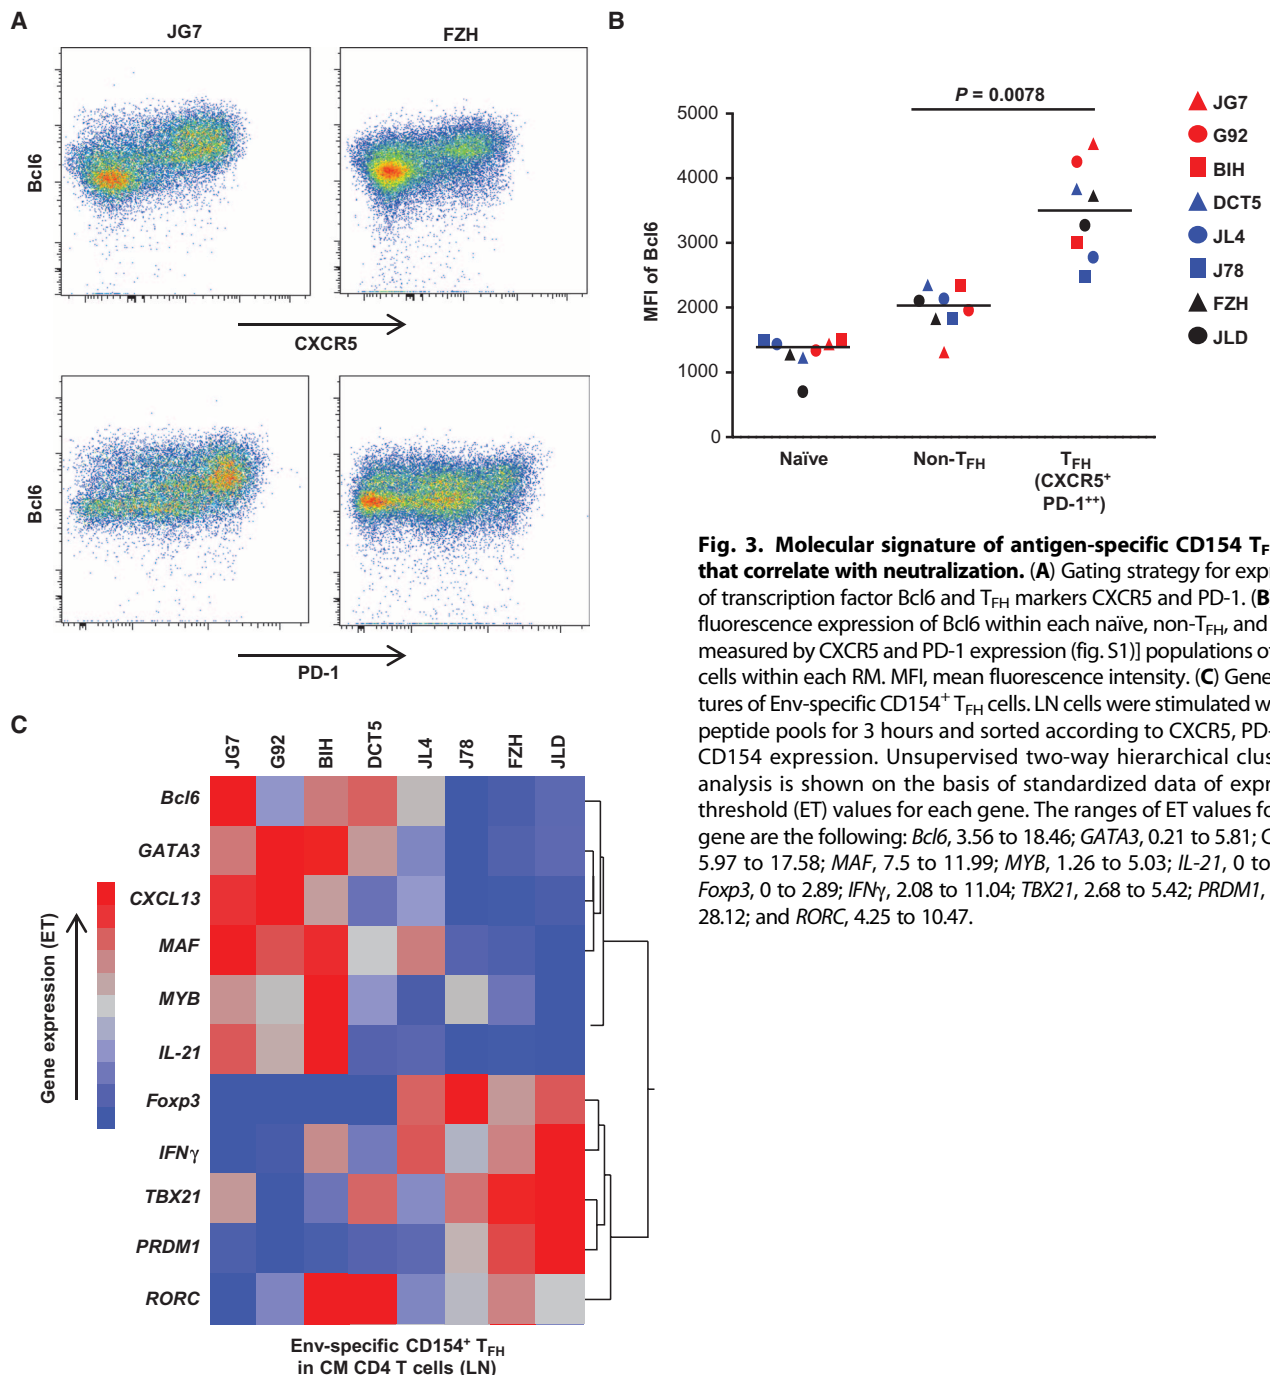 A
JG7
FZH
Bcl6
CXCR5
Bcl6
PD-1
B
P = 0.0078
5000
4000
3000
2000
1000
0
MFI of Bcl6
Naïve
Non-TFH
TFH
(CXCR5+
PD-1++)
JG7
G92
BIH
DCT5
JL4
J78
FZH
JLD
Fig. 3. Molecular signature of antigen-specific CD154 TF
that correlate with neutralization. (A) Gating strategy for expr
of transcription factor Bcl6 and TFH markers CXCR5 and PD-1. (B
fluorescence expression of Bcl6 within each naïve, non-TFH, and
measured by CXCR5 and PD-1 expression (fig. S1)] populations of
cells within each RM. MFI, mean fluorescence intensity. (C) Gene
tures of Env-specific CD154+ TFH cells. LN cells were stimulated w
peptide pools for 3 hours and sorted according to CXCR5, PD-
CD154 expression. Unsupervised two-way hierarchical clus
analysis is shown on the basis of standardized data of expr
threshold (ET) values for each gene. The ranges of ET values fo
gene are the following: Bcl6, 3.56 to 18.46; GATA3, 0.21 to 5.81; C
5.97 to 17.58; MAF, 7.5 to 11.99; MYB, 1.26 to 5.03; IL-21, 0 to
Foxp3, 0 to 2.89; IFNγ, 2.08 to 11.04; TBX21, 2.68 to 5.42; PRDM1,
28.12; and RORC, 4.25 to 10.47.
C
JG7
G92
BIH
DCT5
JL4
J78
FZH
JLD
Gene expression (ET)
Bcl6
GATA3
CXCL13
MAF
MYB
IL-21
Foxp3
IFNγ
TBX21
PRDM1
RORC
Env-specific CD154+ TFH
in CM CD4 T cells (LN)